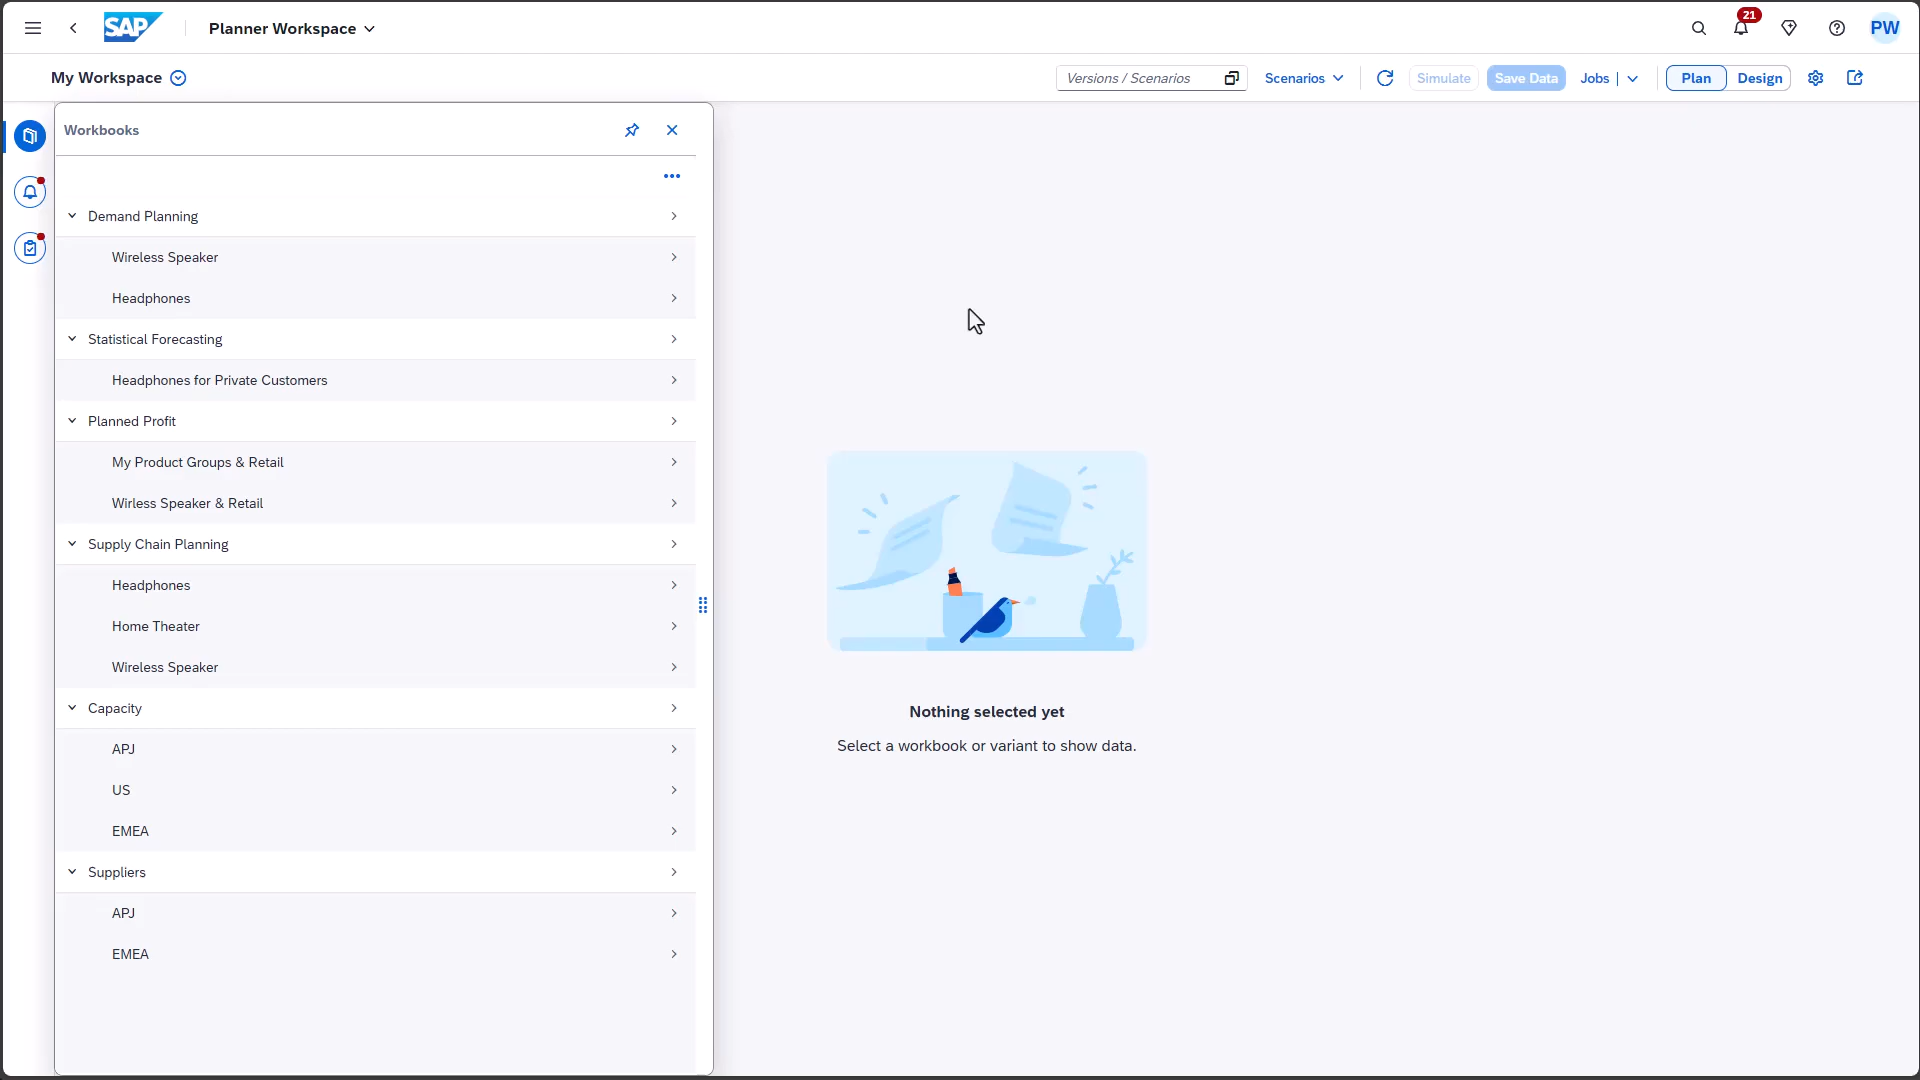 SAP
Planner Workspace
21
PW
My Workspace
Versions / Scenarios
Scenarios
Simulate
Save Data
Jobs
Plan
Design
Workbooks
Demand Planning
Wireless Speaker
Headphones
Statistical Forecasting
Headphones for Private Customers
Planned Profit
My Product Groups & Retail
Wirless Speaker & Retail
Supply Chain Planning
Headphones
Home Theater
Wireless Speaker
Capacity
APJ
US
EMEA
Suppliers
APJ
EMEA
Nothing selected yet
Select a workbook or variant to show data.